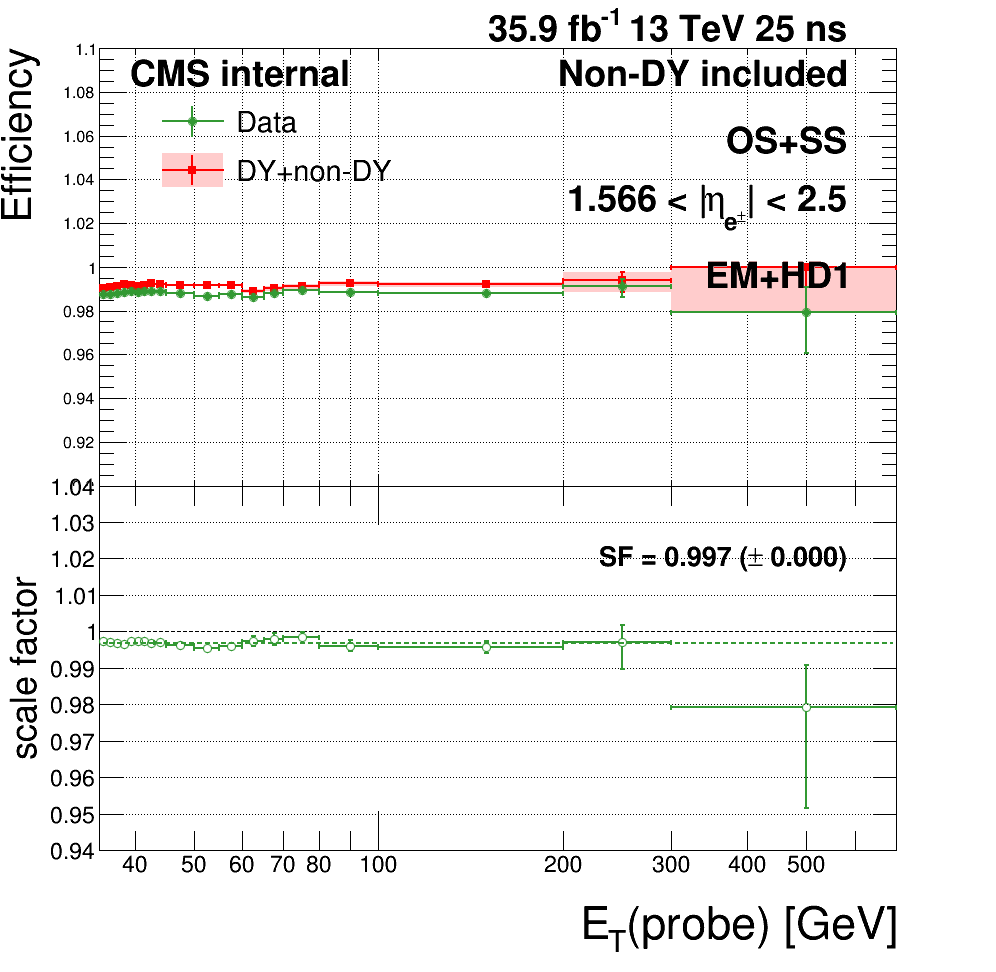 35.9 fb-1 13 TeV 25 ns
Efficiency
CMS internal
Non-DY included
Data
DY+non-DY
OS+SS
1.566 < |ηe±| < 2.5
EM+HD1
1.1
1.08
1.06
1.04
1.02
1
0.98
0.96
0.94
0.92
scale factor
SF = 0.997 (± 0.000)
1.04
1.03
1.02
1.01
1
0.99
0.98
0.97
0.96
0.95
0.94
40 50 60 70 80 100 200 300 400 500
ET(probe) [GeV]